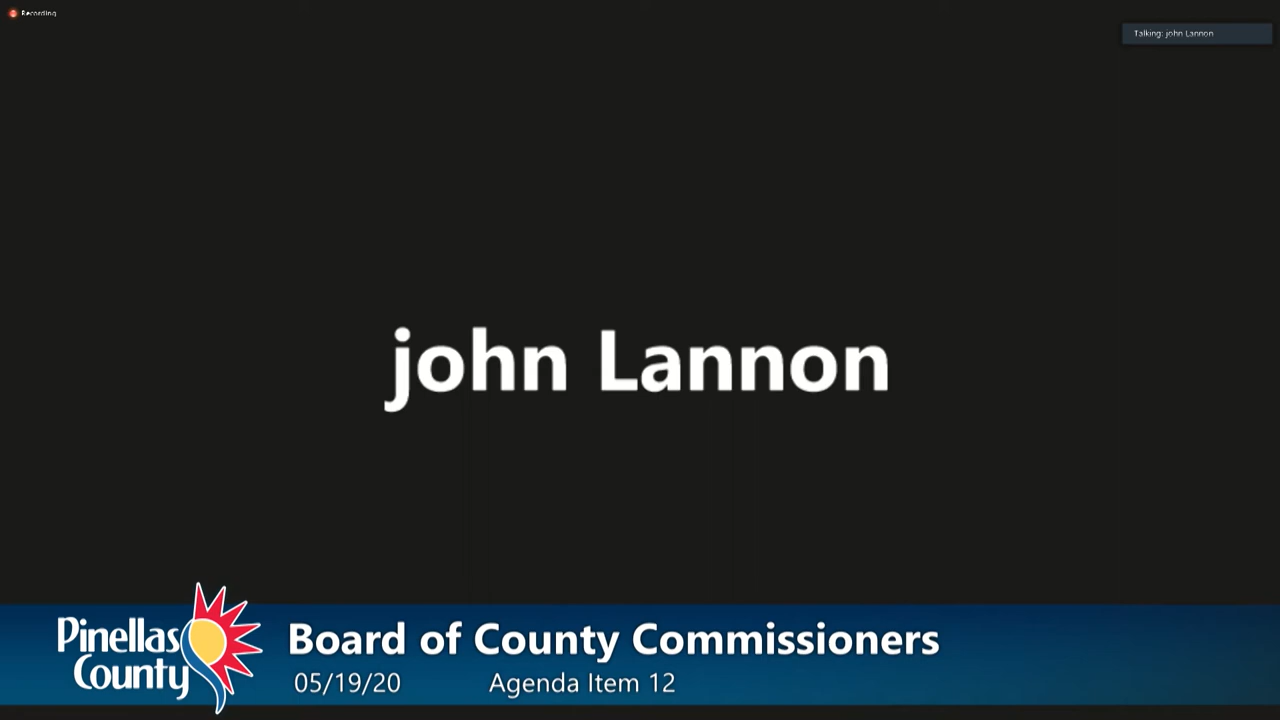 Recording
Talking: john Lannon
john Lannon
Pinellas
County
Board of County Commissioners
05/19/20 Agenda Item 12